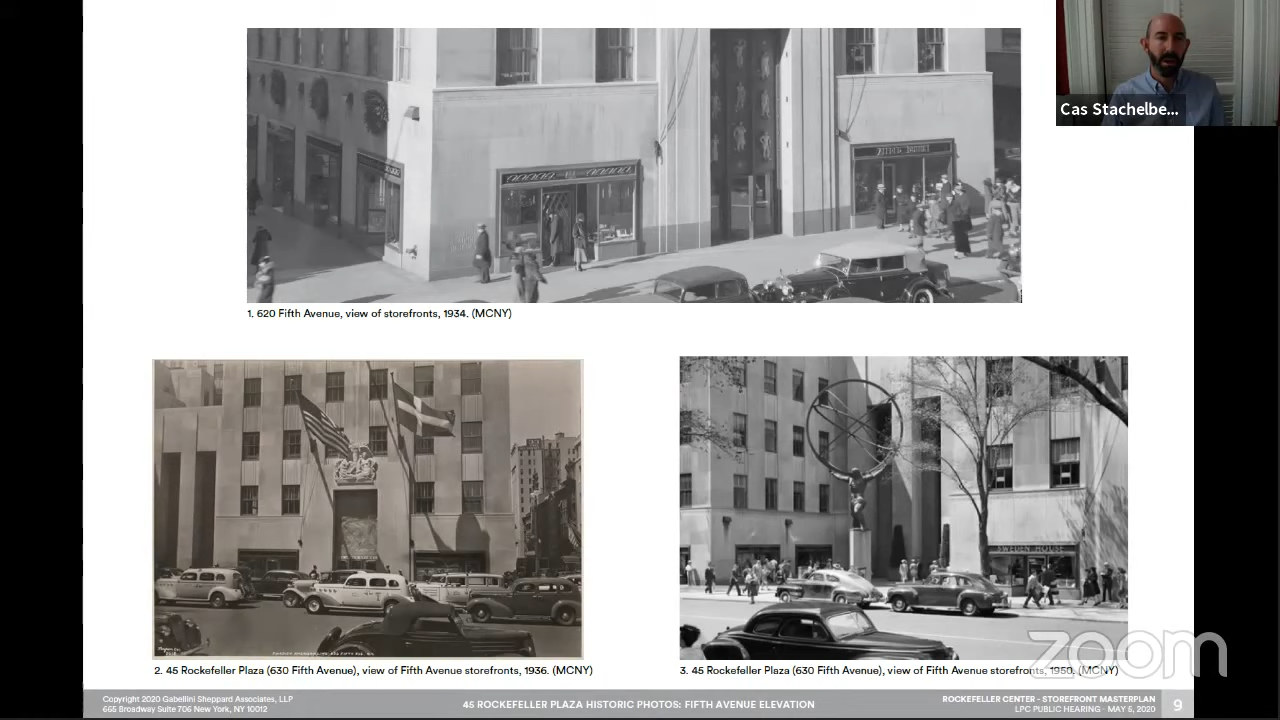 Cas Stachelbe...
1. 620 Fifth Avenue, view of storefronts, 1934. (MCNY)
SWEDEN HOUSE
2. 45 Rockefeller Plaza (630 Fifth Avenue), view of Fifth Avenue storefronts, 1936. (MCNY)
3. 45 Rockefeller Plaza (630 Fifth Avenue), view of Fifth Avenue storefronts, 1950. (MCNY)
zoom
Copyright 2020 Gabellini Sheppard Associates, LLP
665 Broadway Suite 706 New York, NY 10012
45 ROCKEFELLER PLAZA HISTORIC PHOTOS: FIFTH AVENUE ELEVATION
ROCKEFELLER CENTER - STOREFRONT MASTERPLAN
LPC PUBLIC HEARING - MAY 5, 2020
9